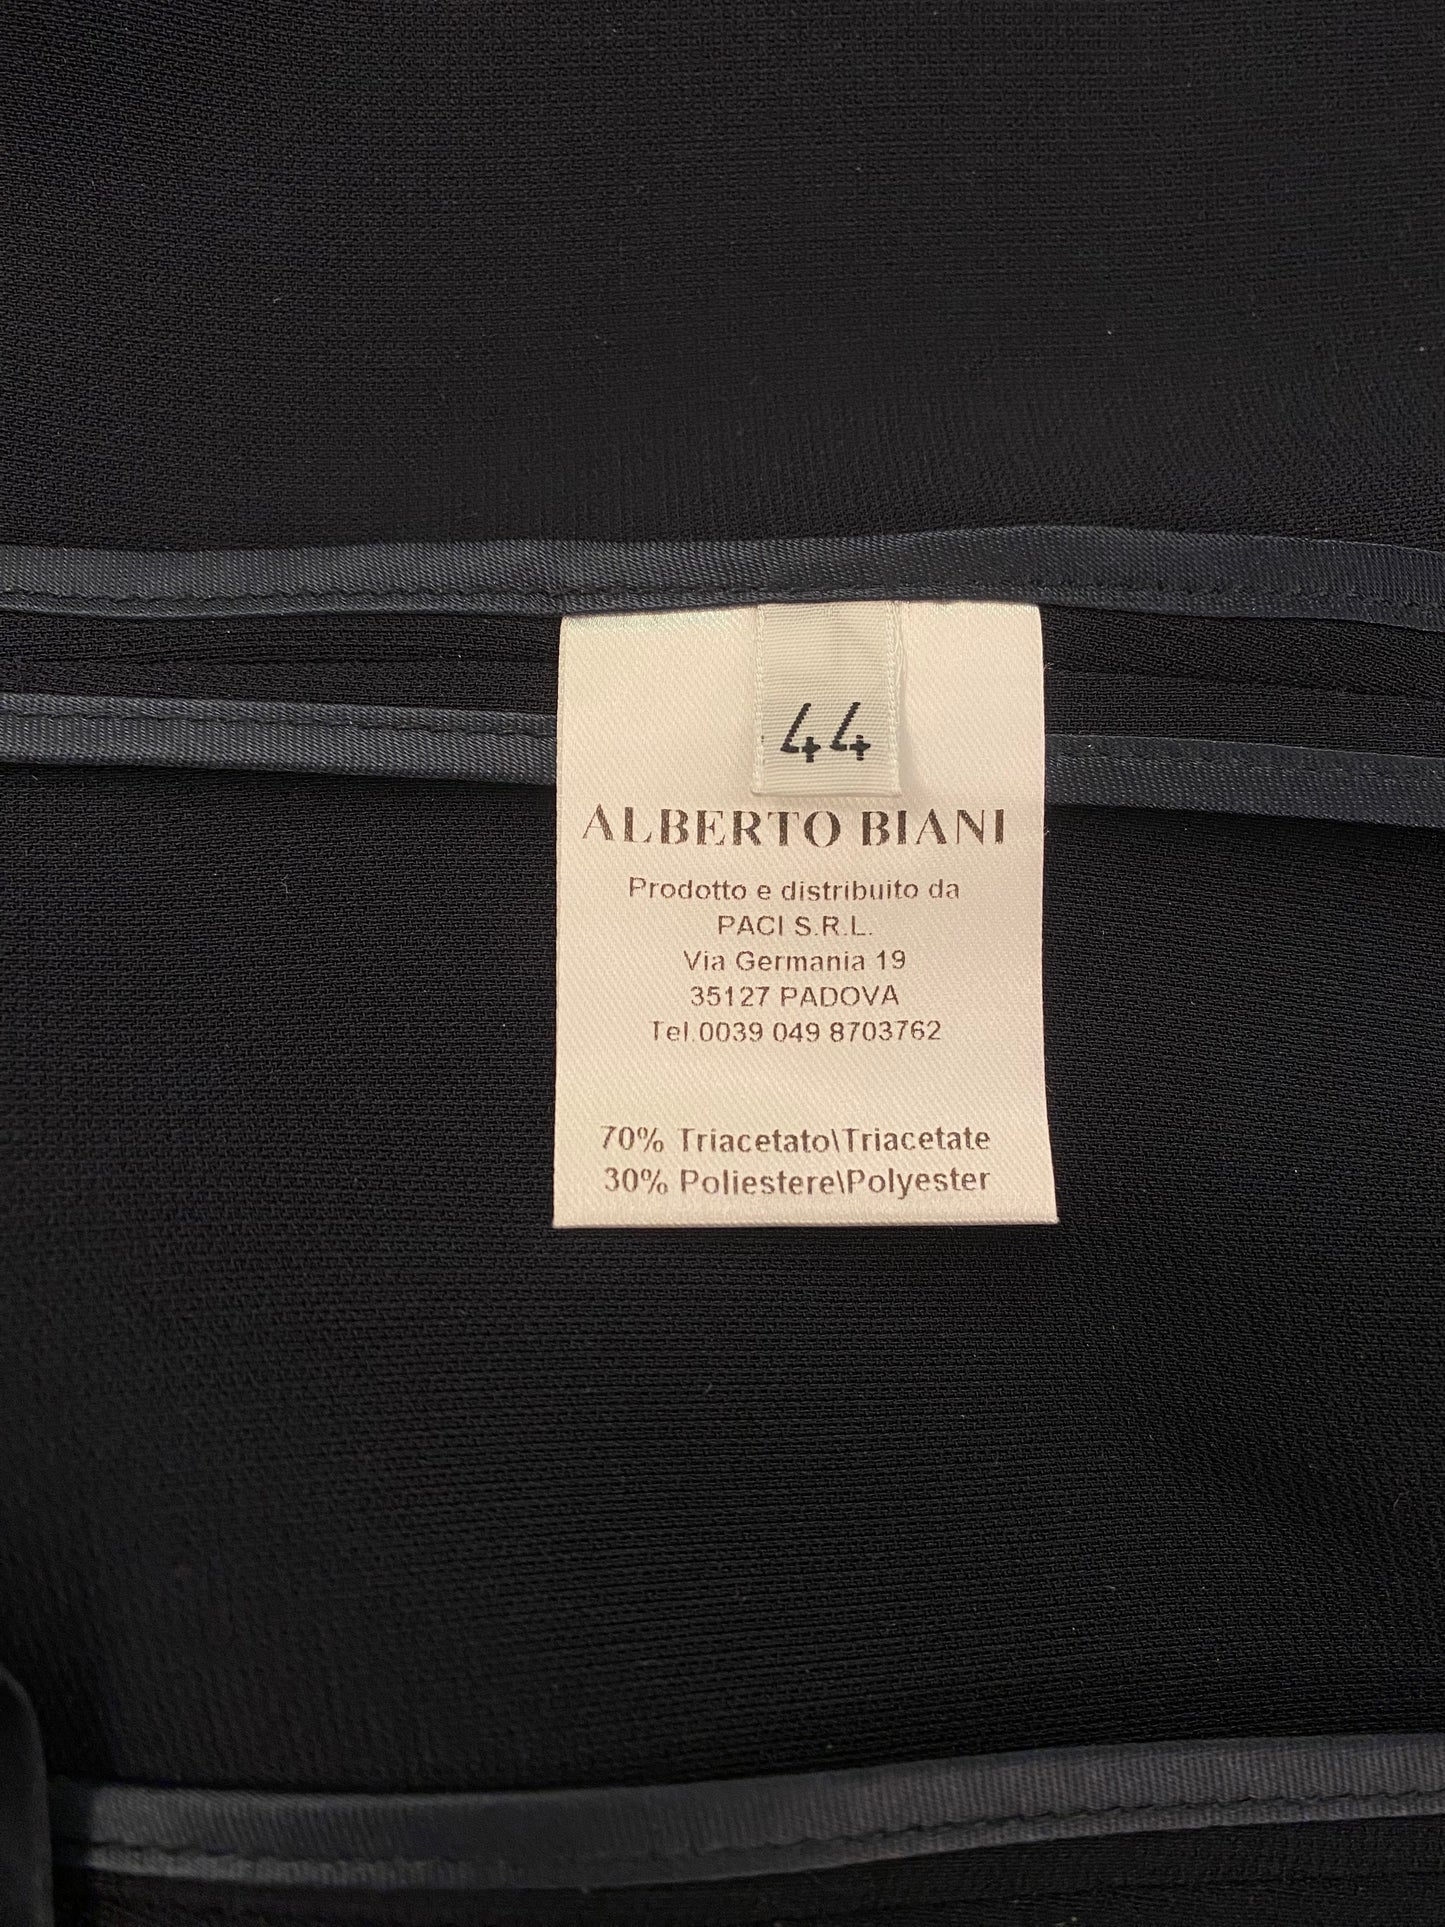 44
ALBERTO BIANI
Prodotto e distribuito da
PACI S.R.L.
Via Germania 19
35127 PADOVA
Tel.0039 049 8703762
70% Triacetato\Triacetate
30% Poliestere\Polyester